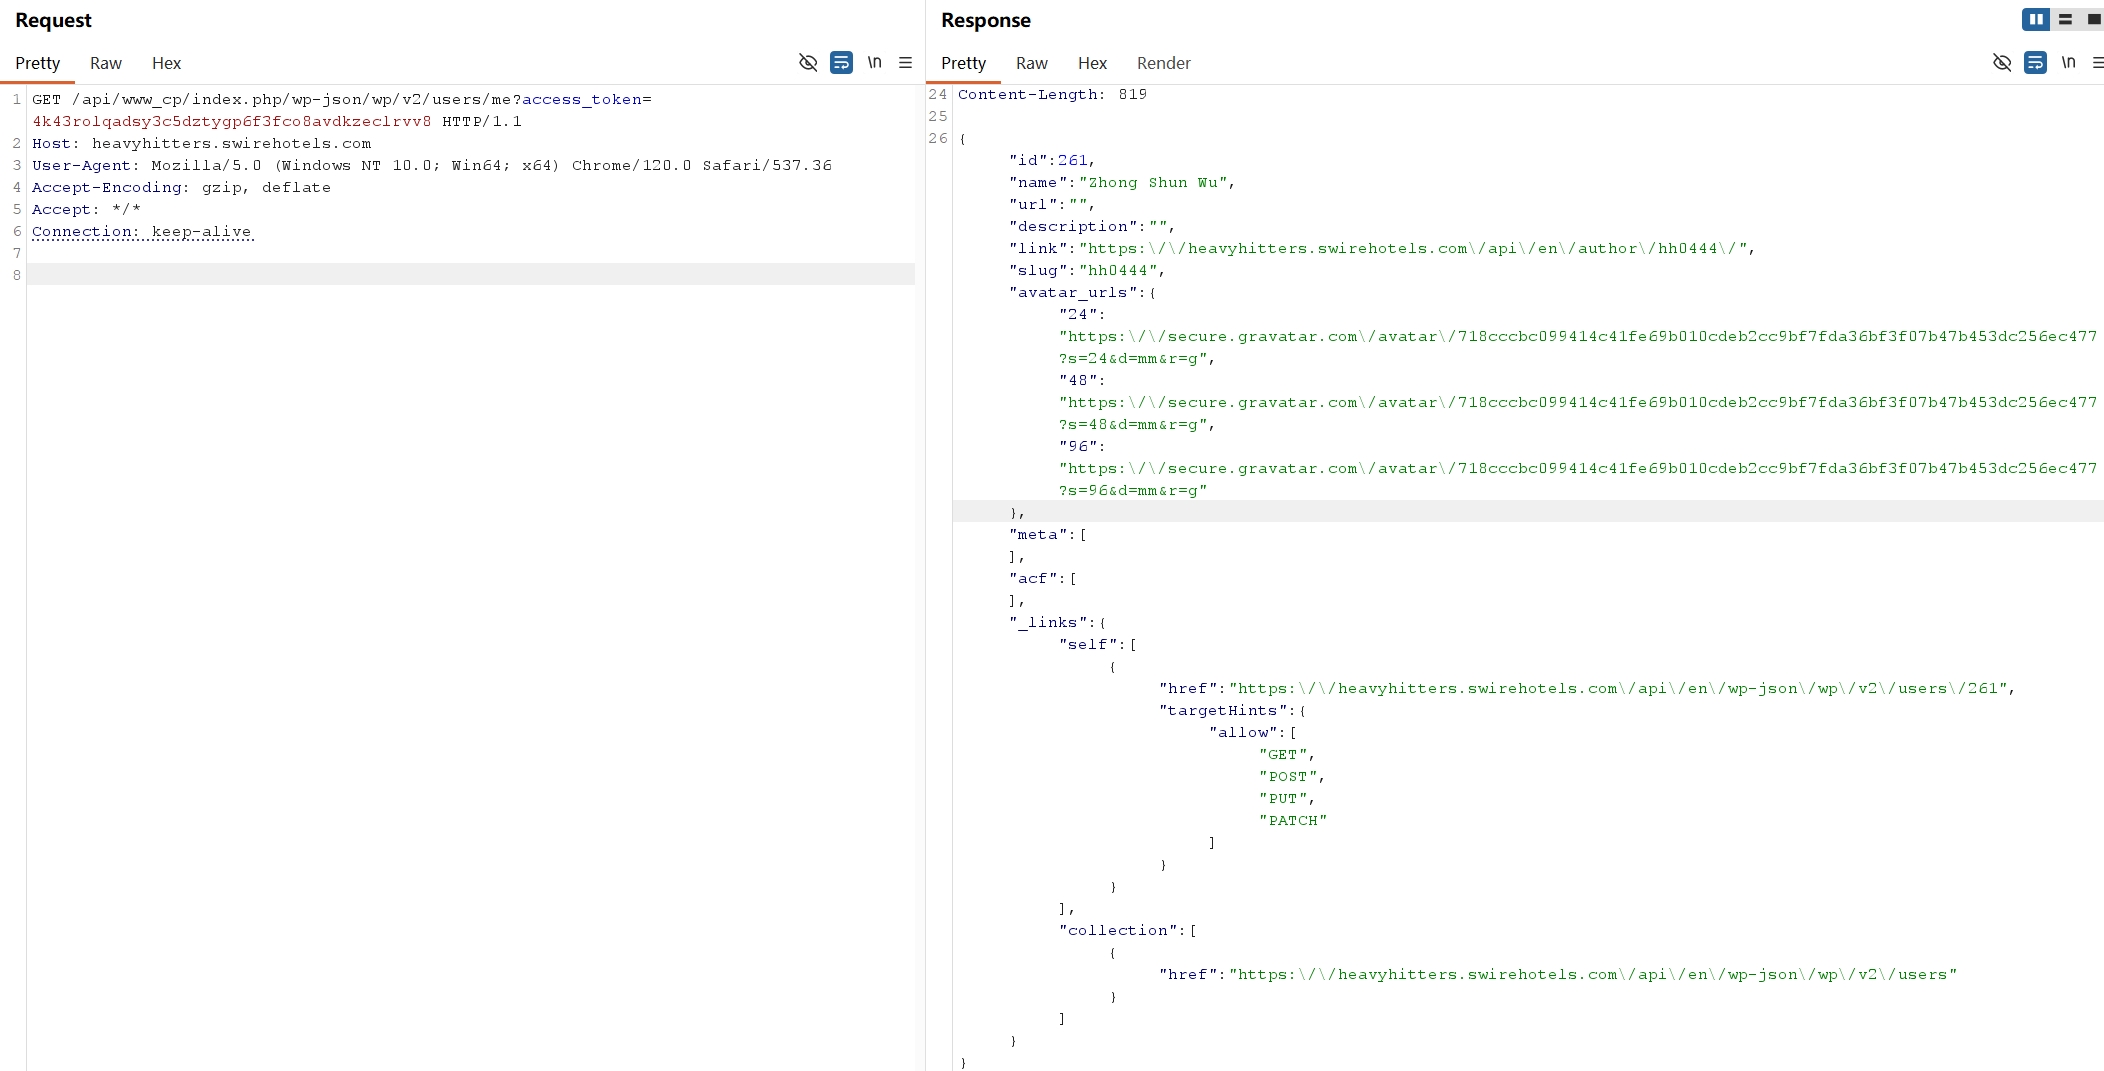 Request
Pretty Raw Hex
\n
1 GET /api/www_cp/index.php/wp-json/wp/v2/users/me?access_token=
4k43rolqadsy3c5dztygp6f3fco8avdkzeclrvv8 HTTP/1.1
2 Host: heavyhitters.swirehotels.com
3 User-Agent: Mozilla/5.0 (Windows NT 10.0; Win64; x64) Chrome/120.0 Safari/537.36
4 Accept-Encoding: gzip, deflate
5 Accept: */*
6 Connection: keep-alive
7
8
Response
Pretty Raw Hex Render
\n
24 Content-Length: 819
25
26 {
"id":261,
"name":"Zhong Shun Wu",
"url":"",
"description":"",
"link":"https:\/\/heavyhitters.swirehotels.com\/api\/en\/author\/hh0444\/",
"slug":"hh0444",
"avatar_urls":{
"24":
"https:\/\/secure.gravatar.com\/avatar\/718cccbc099414c41fe69b010cdeb2cc9bf7fda36bf3f07b47b453dc256ec477
?s=24&d=mm&r=g",
"48":
"https:\/\/secure.gravatar.com\/avatar\/718cccbc099414c41fe69b010cdeb2cc9bf7fda36bf3f07b47b453dc256ec477
?s=48&d=mm&r=g",
"96":
"https:\/\/secure.gravatar.com\/avatar\/718cccbc099414c41fe69b010cdeb2cc9bf7fda36bf3f07b47b453dc256ec477
?s=96&d=mm&r=g"
},
"meta":[
],
"acf":[
],
"_links":{
"self":[
{
"href":"https:\/\/heavyhitters.swirehotels.com\/api\/en\/wp-json\/wp\/v2\/users\/261",
"targetHints":{
"allow":[
"GET",
"POST",
"PUT",
"PATCH"
]
}
}
],
"collection":[
{
"href":"https:\/\/heavyhitters.swirehotels.com\/api\/en\/wp-json\/wp\/v2\/users"
}
]
}
}